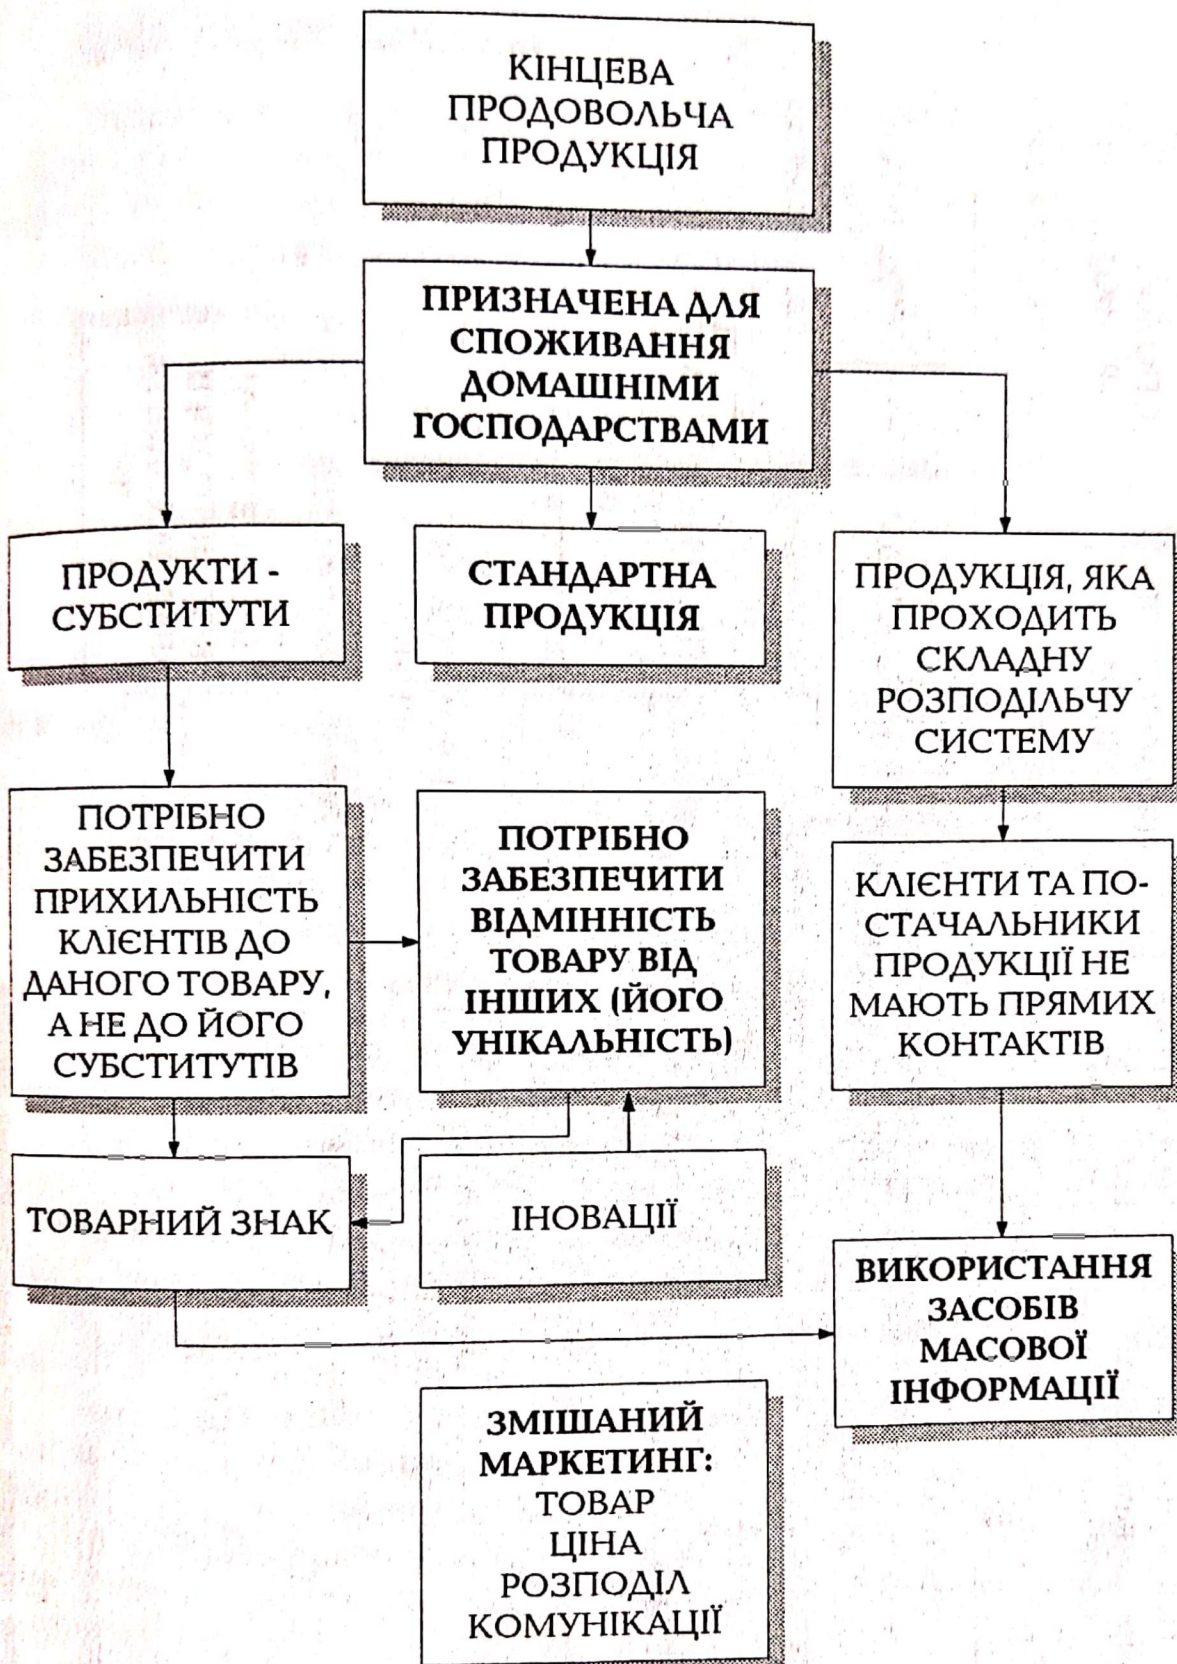 КІНЦЕВА
ПРОДОВОЛЬЧА
ПРОДУКЦІЯ
ПРИЗНАЧЕНА ДЛЯ
СПОЖИВАННЯ
ДОМАШНІМИ
ГОСПОДАРСТВАМИ
ПРОДУКТИ -
СУБСТИТУТИ
СТАНДАРТНА
ПРОДУКЦІЯ
ПРОДУКЦІЯ, ЯКА
ПРОХОДИТЬ
СКЛАДНУ
РОЗПОДІЛЬЧУ
СИСТЕМУ
ПОТРІБНО
ЗАБЕЗПЕЧИТИ
ПРИХИЛЬНІСТЬ
КЛІЄНТІВ ДО
ДАНОГО ТОВАРУ,
А НЕ ДО ЙОГО
СУБСТИТУТІВ
ПОТРІБНО
ЗАБЕЗПЕЧИТИ
ВІДМІННІСТЬ
ТОВАРУ ВІД
ІНШИХ (ЙОГО
УНІКАЛЬНІСТЬ)
КЛІЄНТИ ТА ПО-
СТАЧАЛЬНИКИ
ПРОДУКЦІЇ НЕ
МАЮТЬ ПРЯМИХ
КОНТАКТІВ
ТОВАРНИЙ ЗНАК
ІНОВАЦІЇ
ВИКОРИСТАННЯ
ЗАСОБІВ
МАСОВОЇ
ІНФОРМАЦІЇ
ЗМІШАНИЙ
МАРКЕТИНГ:
ТОВАР
ЦІНА
РОЗПОДІЛ
КОМУНІКАЦІЇ